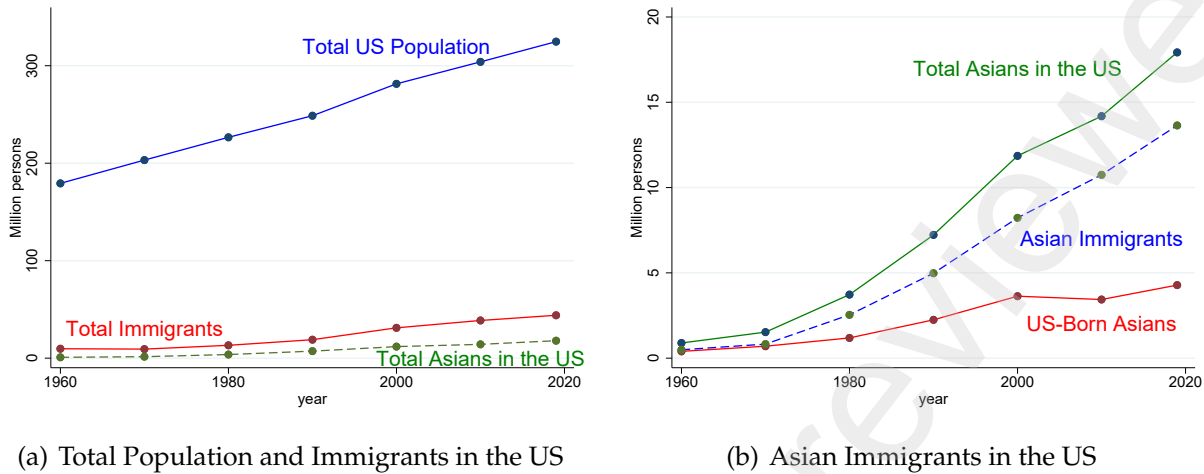 Million persons
300
200
100
0
Total US Population
Total Immigrants
Total Asians in the US
1960
1980
2000
2020
year
(a) Total Population and Immigrants in the US
Million persons
20
15
10
5
0
Total Asians in the US
Asian Immigrants
US-Born Asians
1960
1980
2000
2020
year
(b) Asian Immigrants in the US